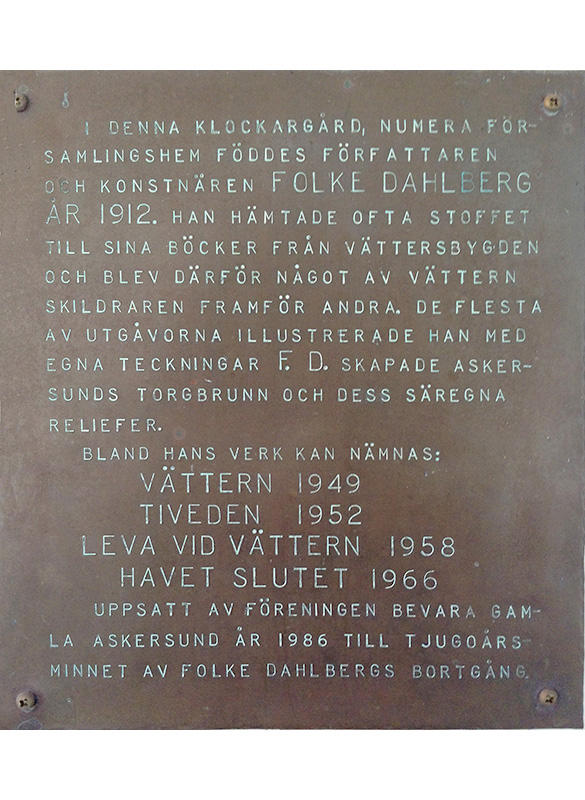 I DENNA KLOCKARGÅRD, NUMERA FÖR-
SAMLINGSHEM FÖDDES FÖRFATTAREN
OCH KONSTNÄREN FOLKE DAHLBERG
ÅR 1912. HAN HÄMTADE OFTA STOFFET
TILL SINA BÖCKER FRÅN VÄTTERSBYGDEN
OCH BLEV DÄRFÖR NÅGOT AV VÄTTERN
SKILDRAREN FRAMFÖR ANDRA. DE FLESTA
AV UTGÅVORNA ILLUSTRERADE HAN MED
EGNA TECKNINGAR F. D. SKAPADE ASKER-
SUNDS TORGBRUNN OCH DESS SÄREGNA
RELIEFER.
BLAND HANS VERK KAN NÄMNAS:
VÄTTERN 1949
TIVEDEN 1952
LEVA VID VÄTTERN 1958
HAVET SLUTET 1966
UPPSATT AV FÖRENINGEN BEVARA GAM-
LA ASKERSUND ÅR 1986 TILL TJUGOÅRS-
MINNET AV FOLKE DAHLBERGS BORTGÅNG.